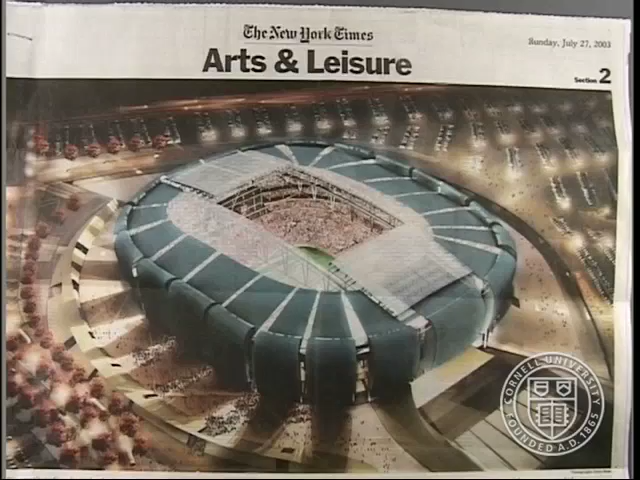 The New York Times
Sunday, July 27, 2003
Arts & Leisure
Section 2
CORNELL UNIVERSITY
FOUNDED A.D. 1865